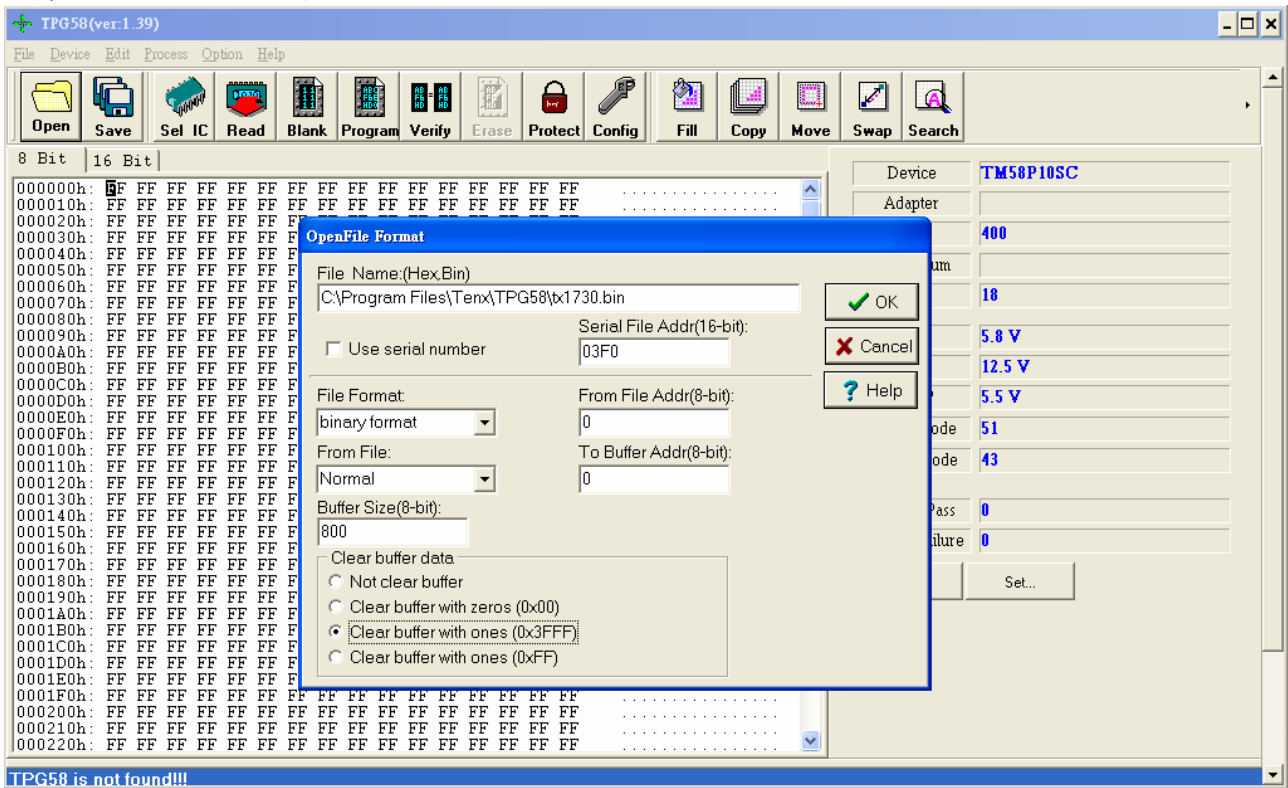 TPG58(ver:1.39)
File Device Edit Process Option Help
Open Save Sel IC Read Blank Program Verify Erase Protect Config Fill Copy Move Swap Search
8 Bit 16 Bit
000000h: FF FF FF FF FF FF FF FF FF FF FF FF FF FF FF FF ................
000010h: FF FF FF FF FF FF FF FF FF FF FF FF FF FF FF FF ................
000020h: FF FF FF FF FF FF
000030h: FF FF FF FF FF FF
000040h: FF FF FF FF FF FF
000050h: FF FF FF FF FF FF
000060h: FF FF FF FF FF FF
000070h: FF FF FF FF FF FF
000080h: FF FF FF FF FF FF
000090h: FF FF FF FF FF FF
0000A0h: FF FF FF FF FF FF
0000B0h: FF FF FF FF FF FF
0000C0h: FF FF FF FF FF FF
0000D0h: FF FF FF FF FF FF
0000E0h: FF FF FF FF FF FF
0000F0h: FF FF FF FF FF FF
000100h: FF FF FF FF FF FF
000110h: FF FF FF FF FF FF
000120h: FF FF FF FF FF FF
000130h: FF FF FF FF FF FF
000140h: FF FF FF FF FF FF
000150h: FF FF FF FF FF FF
000160h: FF FF FF FF FF FF
000170h: FF FF FF FF FF FF
000180h: FF FF FF FF FF FF
000190h: FF FF FF FF FF FF
0001A0h: FF FF FF FF FF FF
0001B0h: FF FF FF FF FF FF
0001C0h: FF FF FF FF FF FF
0001D0h: FF FF FF FF FF FF
0001E0h: FF FF FF FF FF FF
0001F0h: FF FF FF FF FF FF FF FF FF FF FF FF FF FF FF FF ................
000200h: FF FF FF FF FF FF FF FF FF FF FF FF FF FF FF FF ................
000210h: FF FF FF FF FF FF FF FF FF FF FF FF FF FF FF FF ................
000220h: FF FF FF FF FF FF FF FF FF FF FF FF FF FF FF FF ................
OpenFile Format
File Name:(Hex,Bin)
C:\Program Files\Tenx\TPG58\tx1730.bin
OK
Serial File Addr(16-bit):
Use serial number 03F0
Cancel
Help
File Format: From File Addr(8-bit):
binary format 0
From File: To Buffer Addr(8-bit):
Normal 0
Buffer Size(8-bit):
800
Clear buffer data
Not clear buffer
Clear buffer with zeros (0x00)
Clear buffer with ones (0x3FFF)
Clear buffer with ones (0xFF)
Device TM58P10SC
Adapter
400
um
18
5.8 V
12.5 V
5.5 V
ode 51
ode 43
Pass 0
ilure 0
Set...
TPG58 is not found!!!